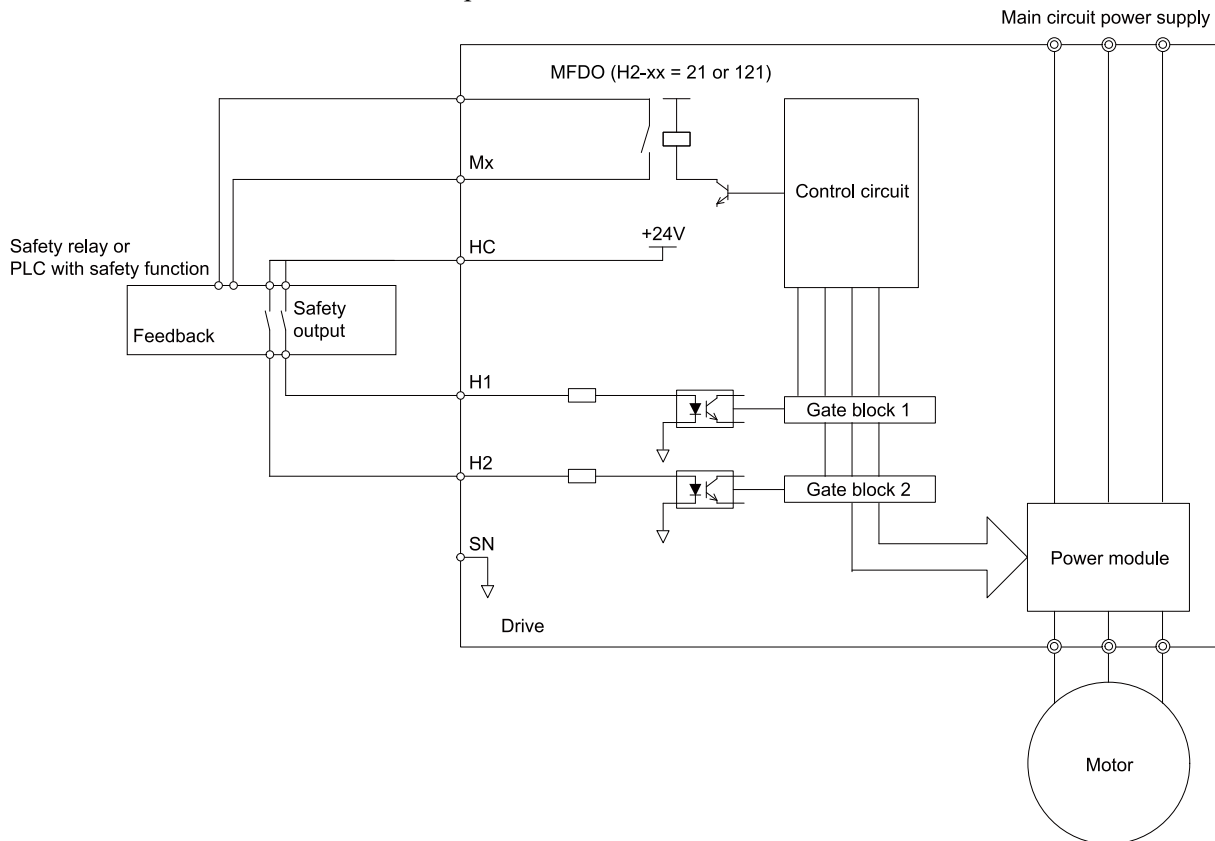 Main circuit power supply
MFDO (H2-xx = 21 or 121)
Mx
Control circuit
+24V
HC
Safety relay or
PLC with safety function
Safety
output
Feedback
H1
Gate block 1
H2
Gate block 2
SN
Power module
Drive
Motor